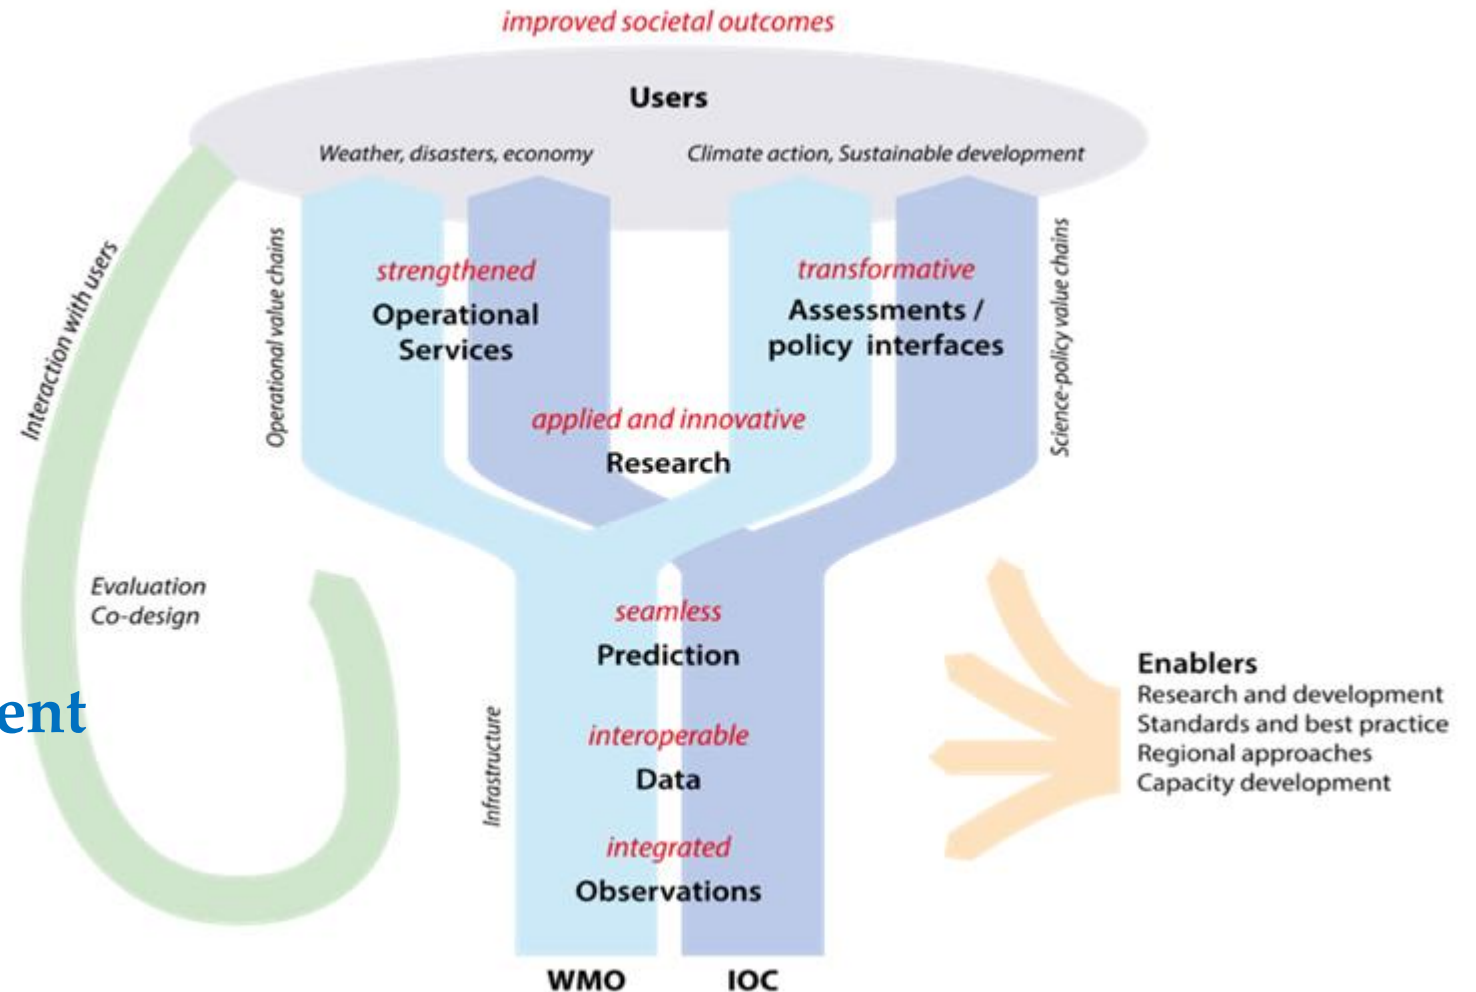 improved societal outcomes
Users
Weather, disasters, economy
Climate action, Sustainable development
Interaction with users
Operational value chains
strengthened
Operational
Services
transformative
Assessments /
policy interfaces
Science-policy value chains
applied and innovative
Research
Evaluation
Co-design
seamless
Prediction
ent
Infrastructure
interoperable
Data
integrated
Observations
Enablers
Research and development
Standards and best practice
Regional approaches
Capacity development
WMO
IOC